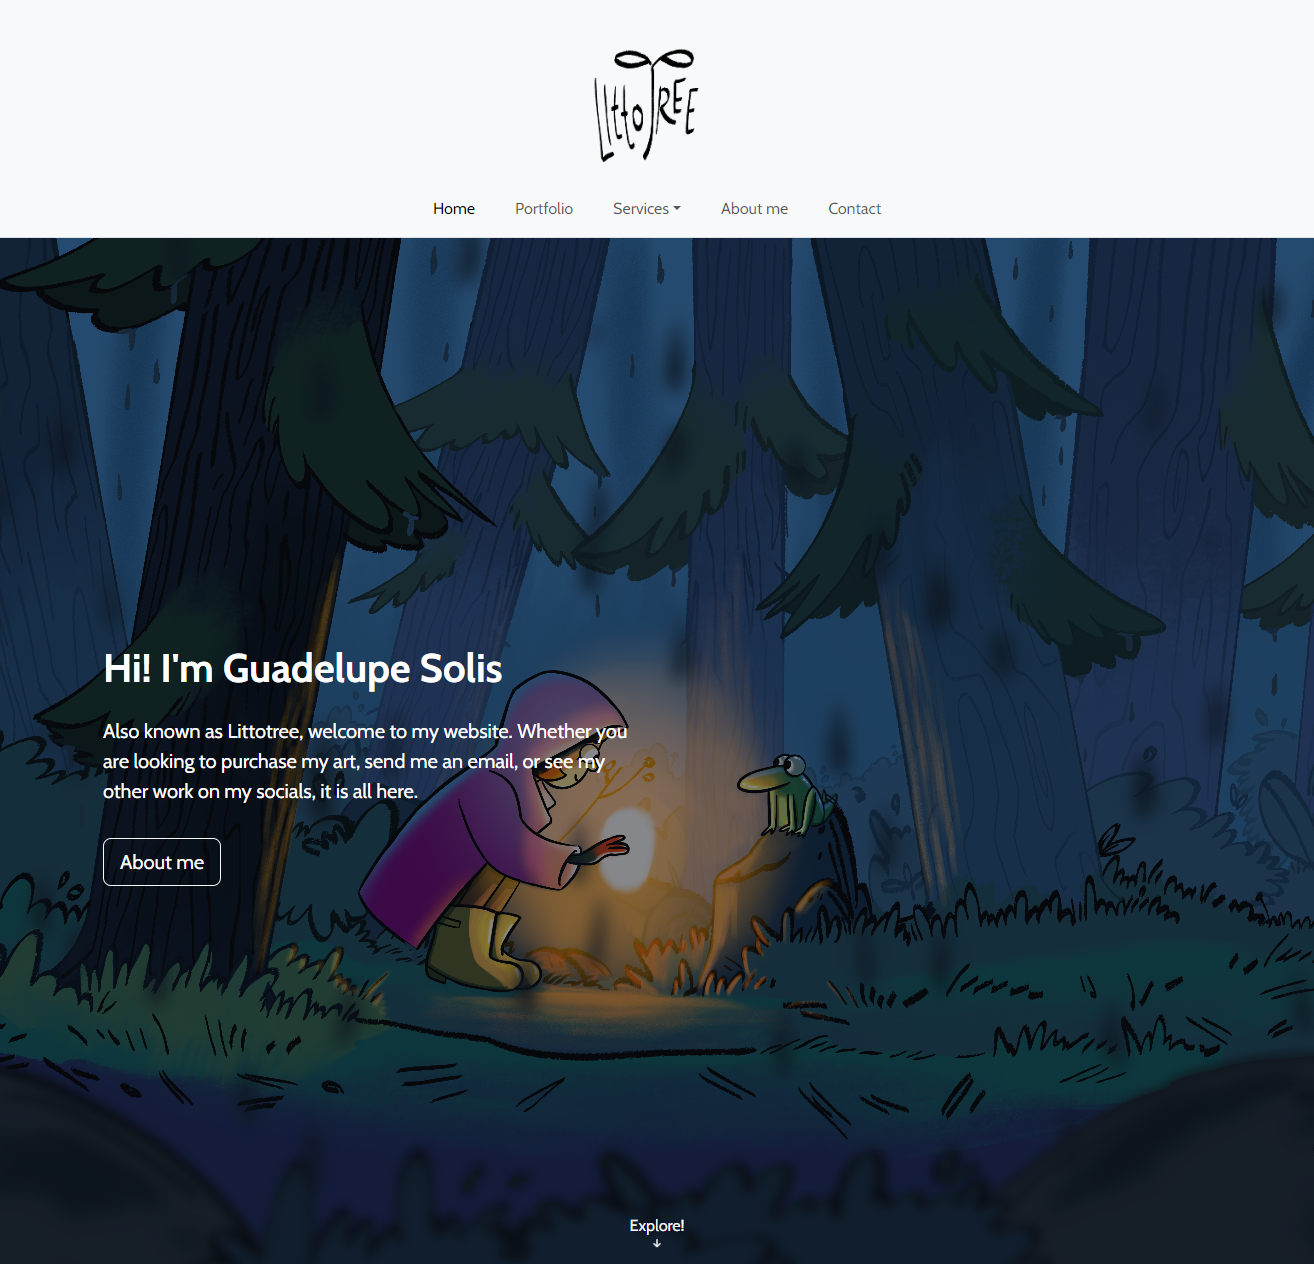 LIttoTREE
Home
Portfolio
Services
About me
Contact
Hi! I'm Guadelupe Solis
Also known as Littotree, welcome to my website. Whether you
are looking to purchase my art, send me an email, or see my
other work on my socials, it is all here.
About me
Explore!